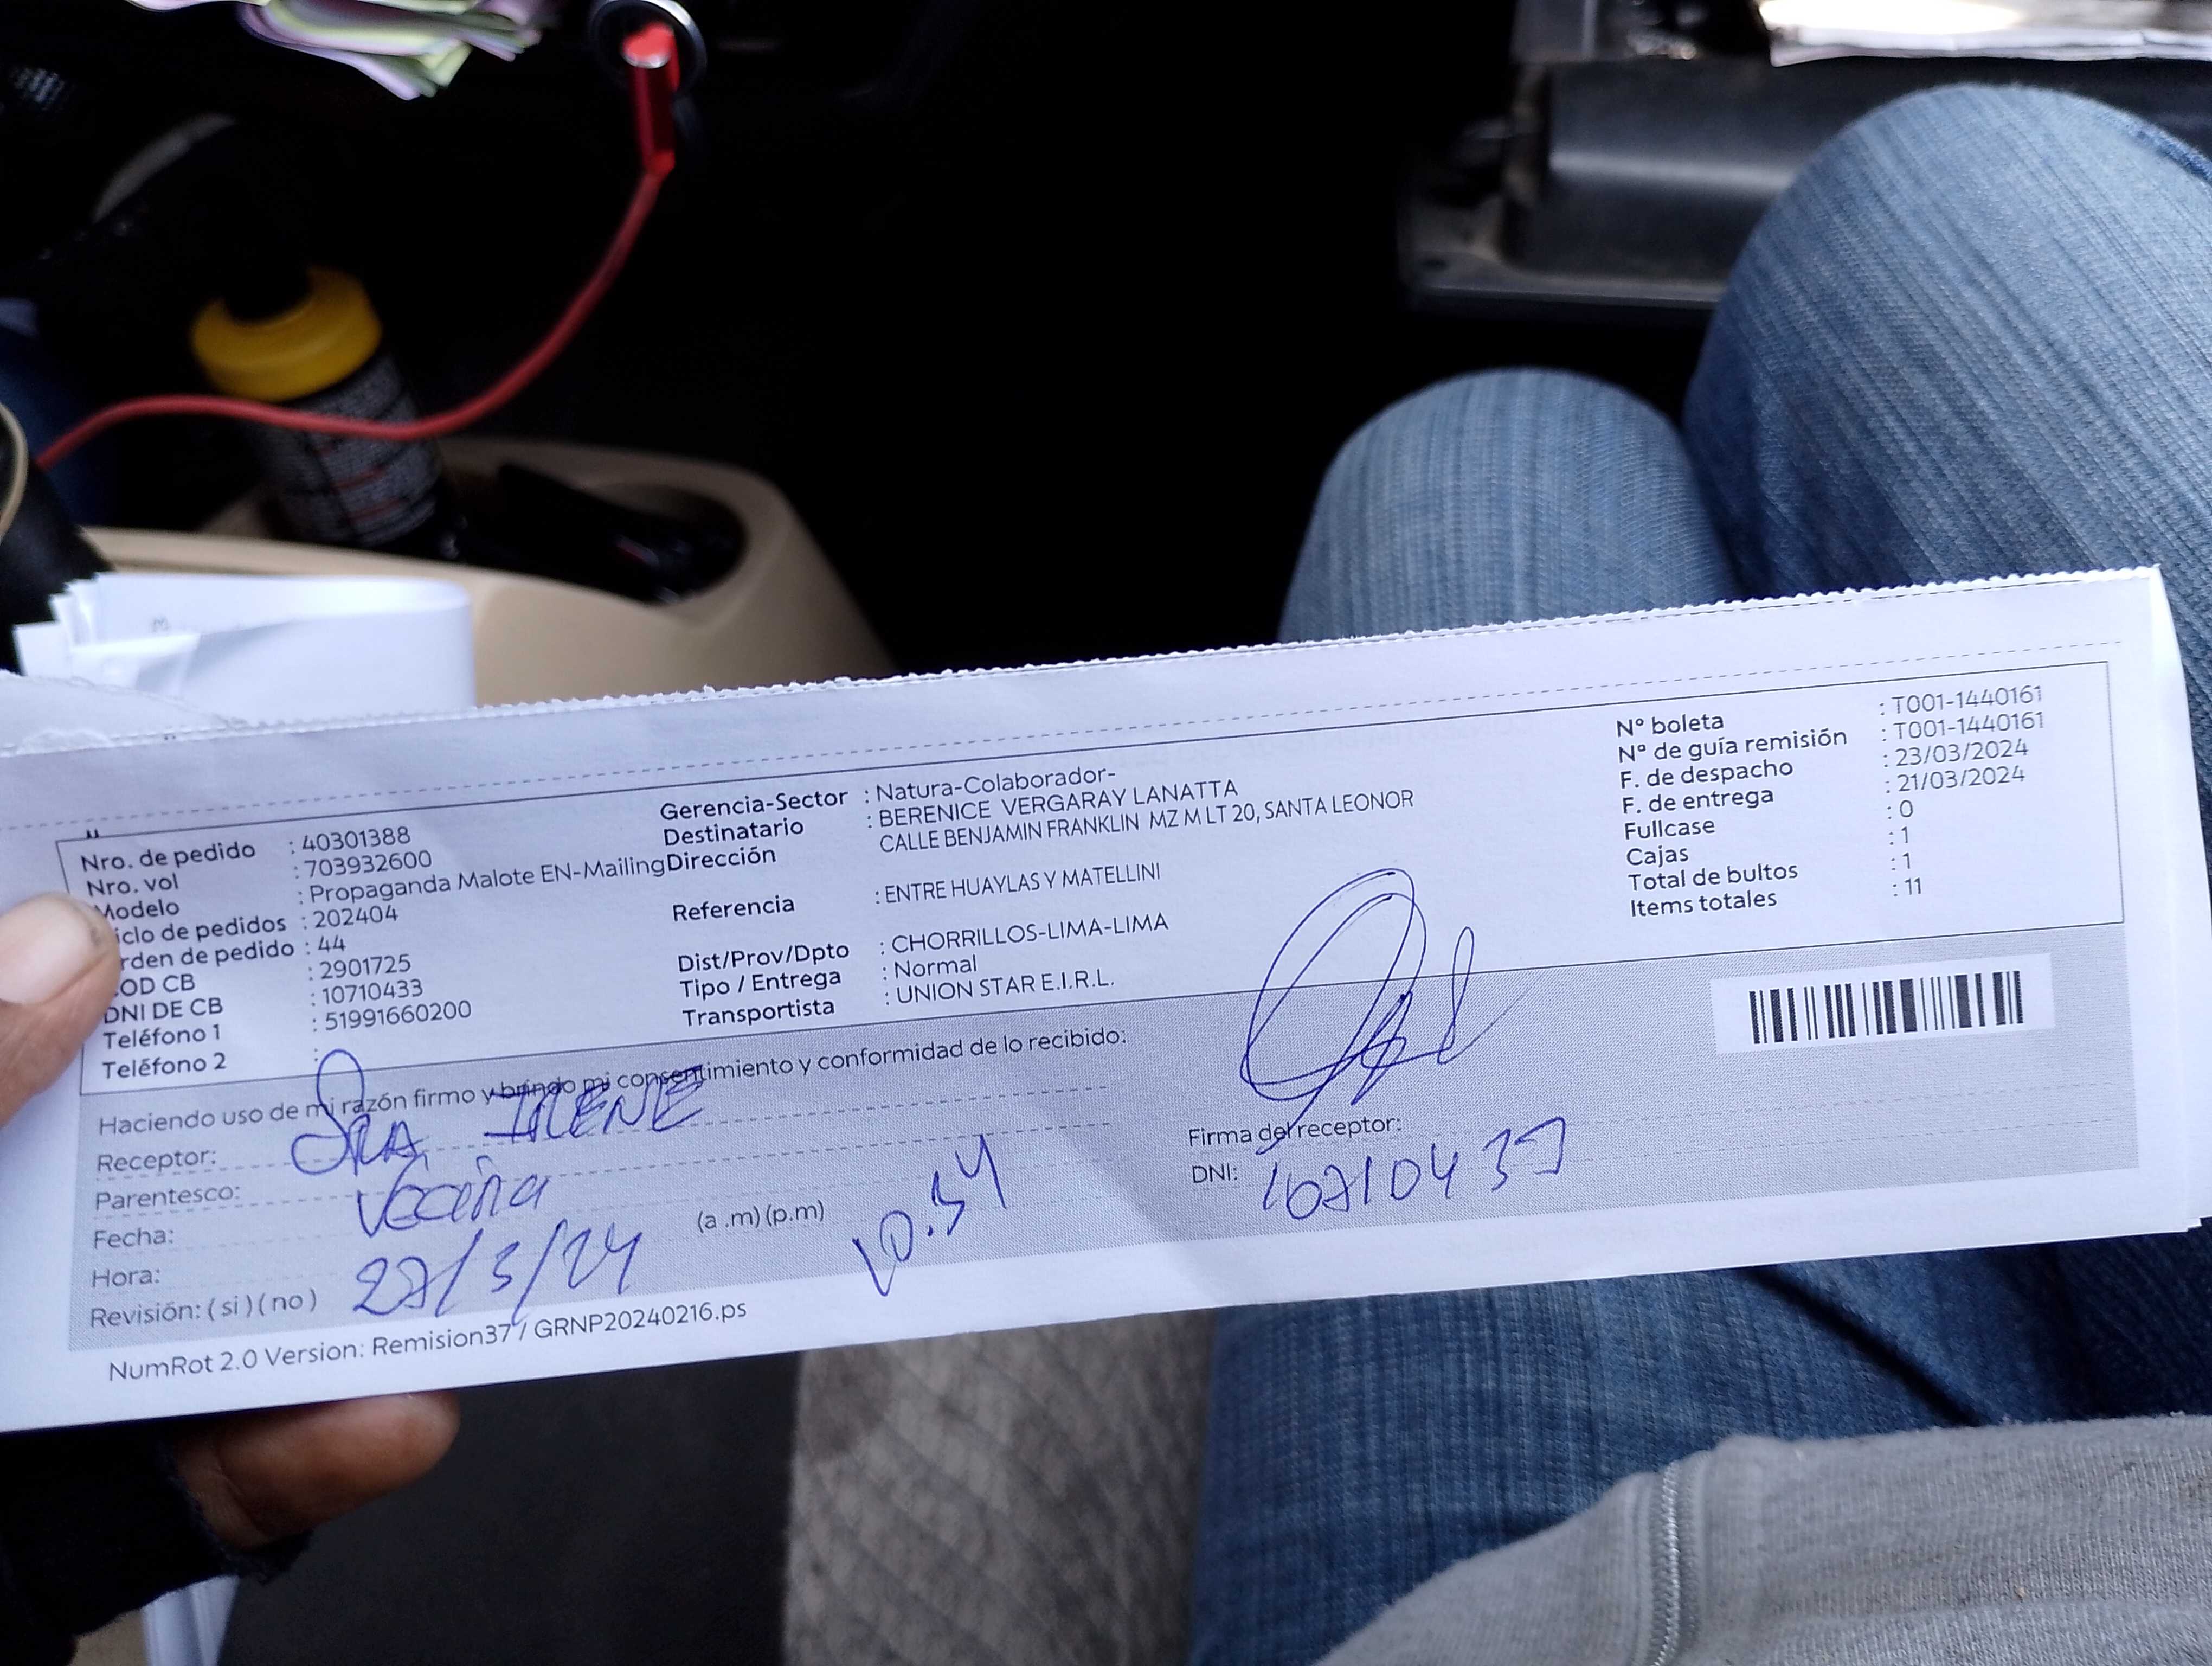 Nro. de pedido : 40301388
Nro. vol : 703932600
Modelo : Propaganda Malote EN-Mailing
iclo de pedidos : 202404
rden de pedido : 44
OD CB : 2901725
DNI DE CB : 10710433
Teléfono 1 : 51991660200
Teléfono 2 :
Gerencia-Sector : Natura-Colaborador-
Destinatario : BERENICE VERGARAY LANATTA
Dirección CALLE BENJAMIN FRANKLIN MZ M LT 20, SANTA LEONOR
Referencia : ENTRE HUAYLAS Y MATELLINI
Dist/Prov/Dpto : CHORRILLOS-LIMA-LIMA
Tipo / Entrega : Normal
Transportista : UNION STAR E.I.R.L.
N° boleta : T001-1440161
N° de guía remisión : T001-1440161
F. de despacho : 23/03/2024
F. de entrega : 21/03/2024
Fullcase : 0
Cajas : 1
Total de bultos : 1
Items totales : 11
Haciendo uso de mi razón firmo y brindo mi consentimiento y conformidad de lo recibido:
Receptor: SRA IRENE
Parentesco: Vecina
Fecha: 27/3/24
Hora: (a .m) (p.m) 10.34
Revisión: ( si ) ( no )
Firma del receptor:
DNI:
NumRot 2.0 Version: Remision37 / GRNP20240216.ps